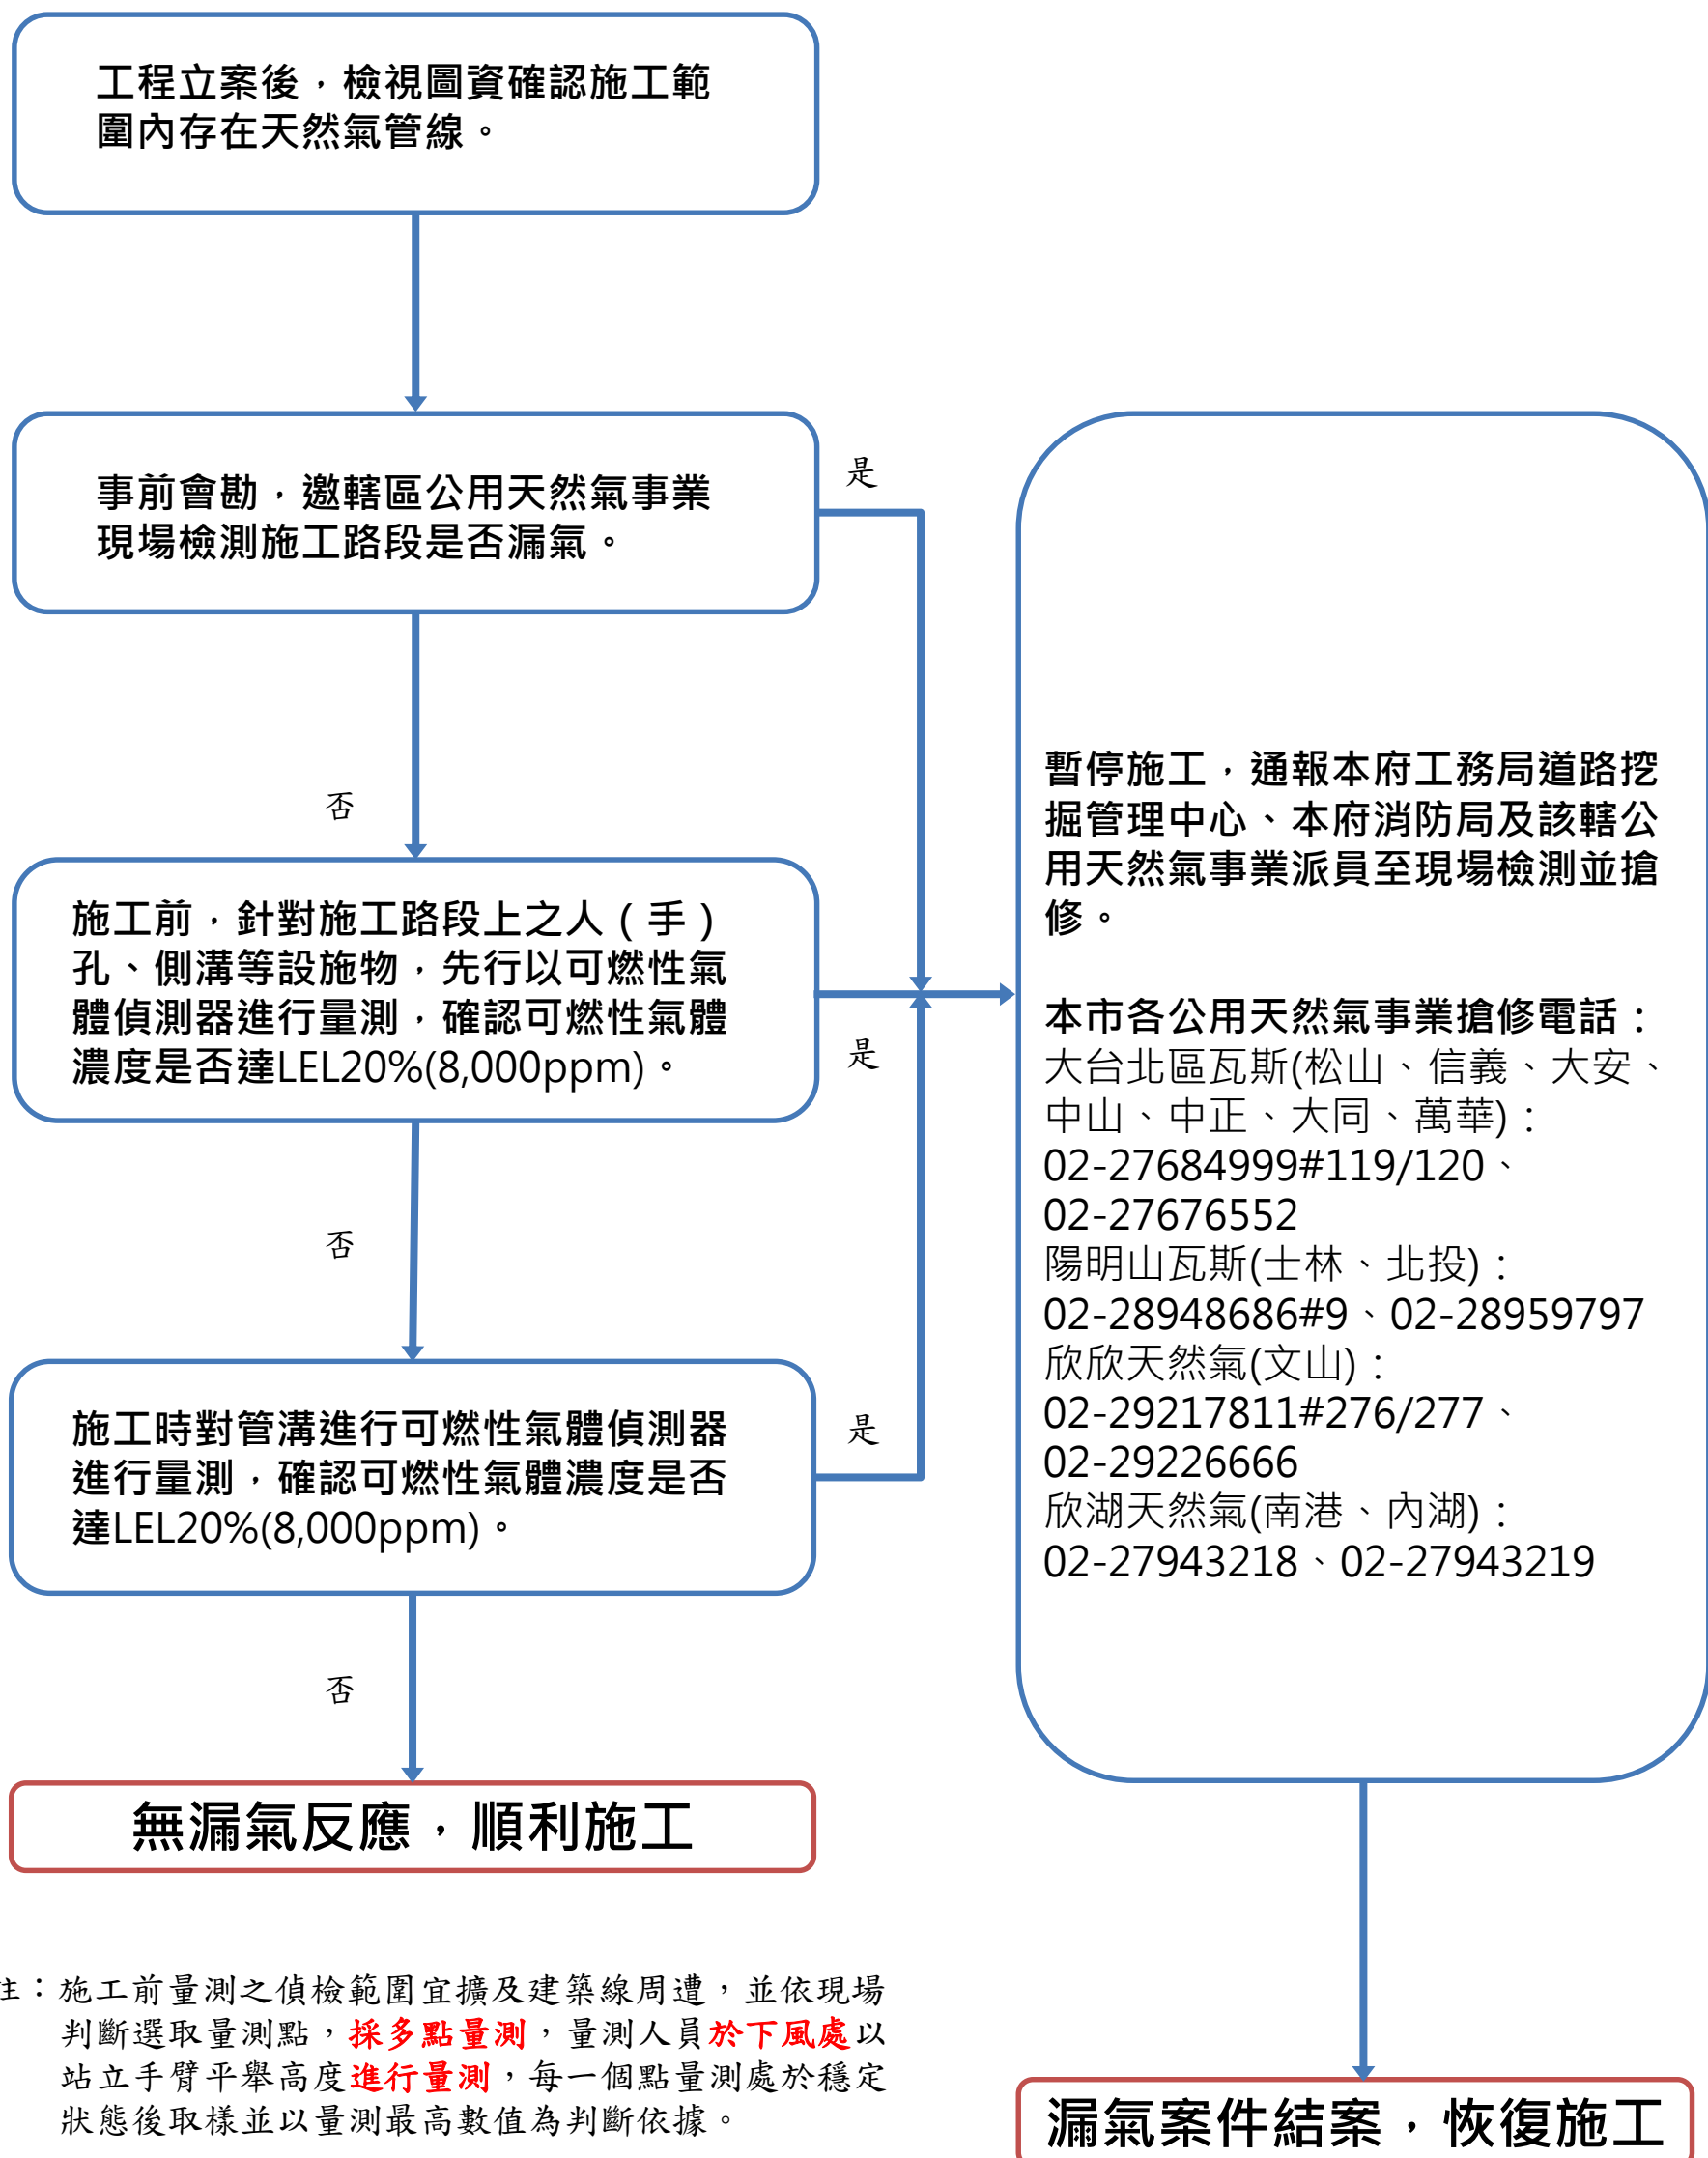 工程立案後，檢視圖資確認施工範
圍內存在天然氣管線。
事前會勘，邀轄區公用天然氣事業
現場檢測施工路段是否漏氣。
是
否
施工前，針對施工路段上之人（手）
孔、側溝等設施物，先行以可燃性氣
體偵測器進行量測，確認可燃性氣體
濃度是否達LEL20%(8,000ppm)。
是
否
施工時對管溝進行可燃性氣體偵測器
進行量測，確認可燃性氣體濃度是否
達LEL20%(8,000ppm)。
是
否
無漏氣反應，順利施工
暫停施工，通報本府工務局道路挖
掘管理中心、本府消防局及該轄公
用天然氣事業派員至現場檢測並搶
修。
本市各公用天然氣事業搶修電話：
大台北區瓦斯(松山、信義、大安、
中山、中正、大同、萬華)：
02-27684999#119/120、
02-27676552
陽明山瓦斯(士林、北投)：
02-28948686#9、02-28959797
欣欣天然氣(文山)：
02-29217811#276/277、
02-29226666
欣湖天然氣(南港、內湖)：
02-27943218、02-27943219
漏氣案件結案，恢復施工
註：施工前量測之偵檢範圍宜擴及建築線周遭，並依現場
判斷選取量測點，採多點量測，量測人員於下風處以
站立手臂平舉高度進行量測，每一個點量測處於穩定
狀態後取樣並以量測最高數值為判斷依據。